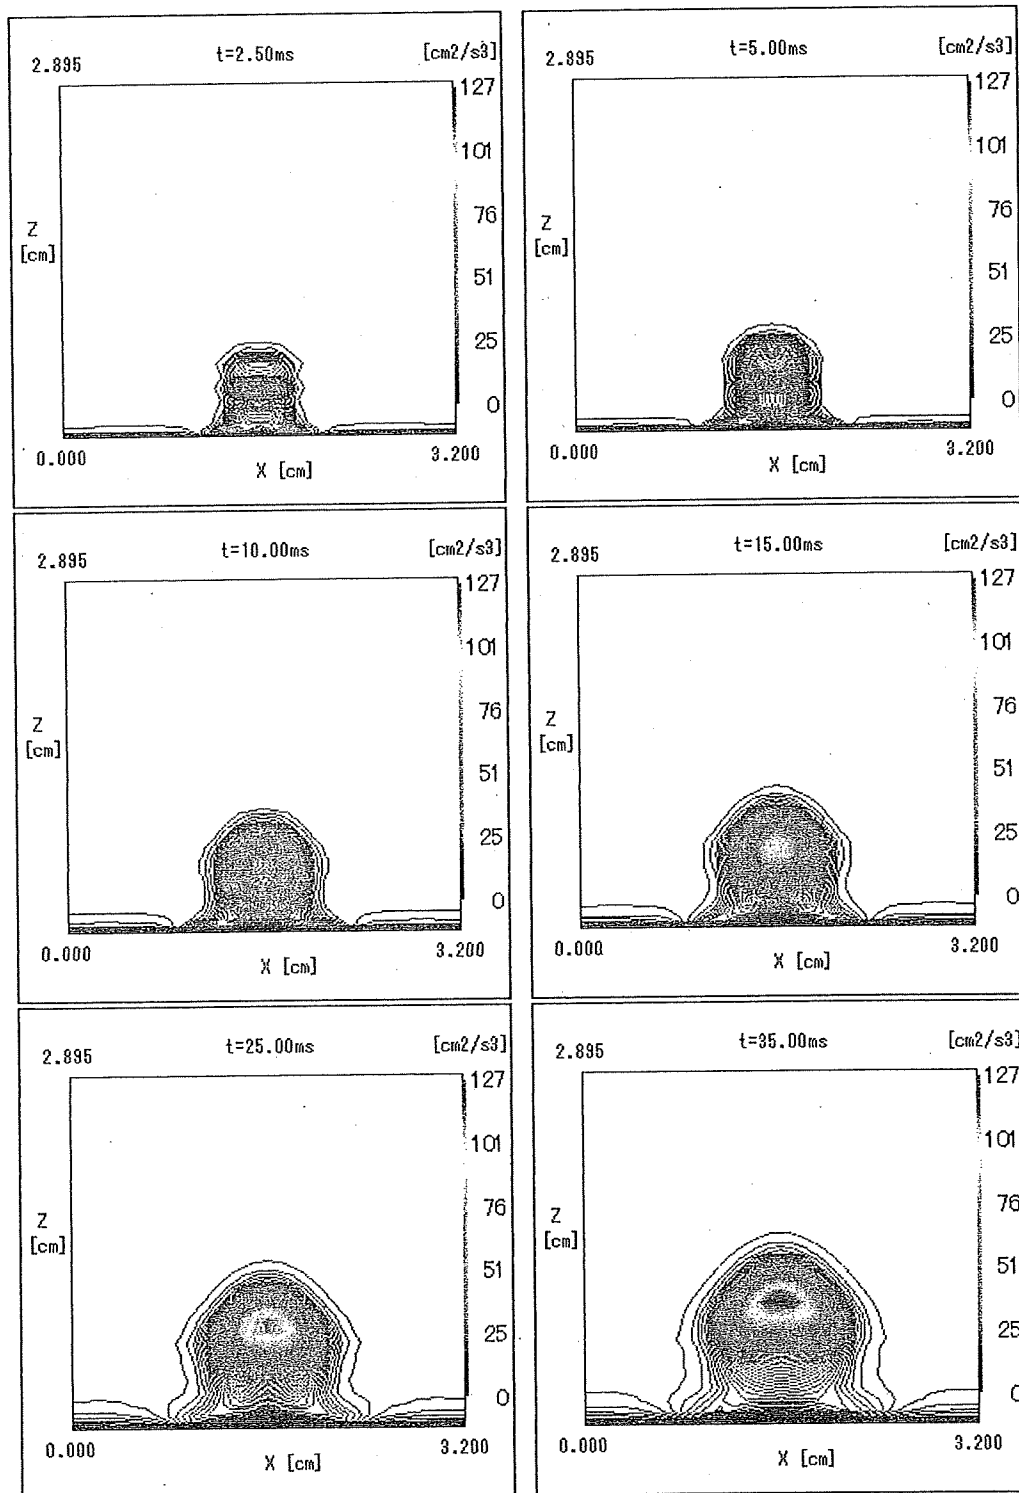 t=2.50ms
[cm2/s3]
2.895
127
101
76
Z
[cm]
51
25
0
0.000
3.200
X [cm]
t=5.00ms
[cm2/s3]
2.895
127
101
76
Z
[cm]
51
25
0
0.000
3.200
X [cm]
t=10.00ms
[cm2/s3]
2.895
127
101
76
Z
[cm]
51
25
0
0.000
3.200
X [cm]
t=15.00ms
[cm2/s3]
2.895
127
101
76
Z
[cm]
51
25
0
0.000
3.200
X [cm]
t=25.00ms
[cm2/s3]
2.895
127
101
76
Z
[cm]
51
25
0
0.000
3.200
X [cm]
t=35.00ms
[cm2/s3]
2.895
127
101
76
Z
[cm]
51
25
0
0.000
3.200
X [cm]